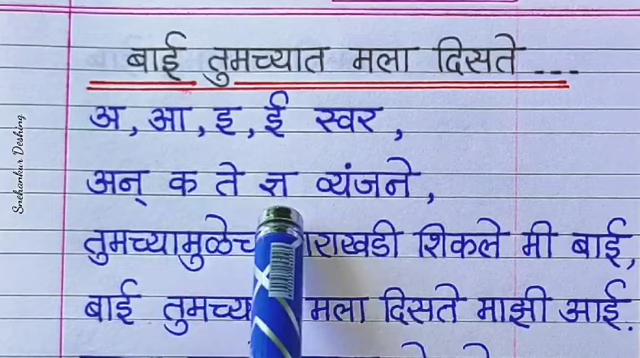 बाई तुमच्यात मला दिसते ...
अ, आ, इ, ई स्वर,
अन् क ते ज्ञ व्यंजने,
तुमच्यामुळेच शिकले मी बाई,
बाई मला दिसते माझी आई.
Snehankur Deshing